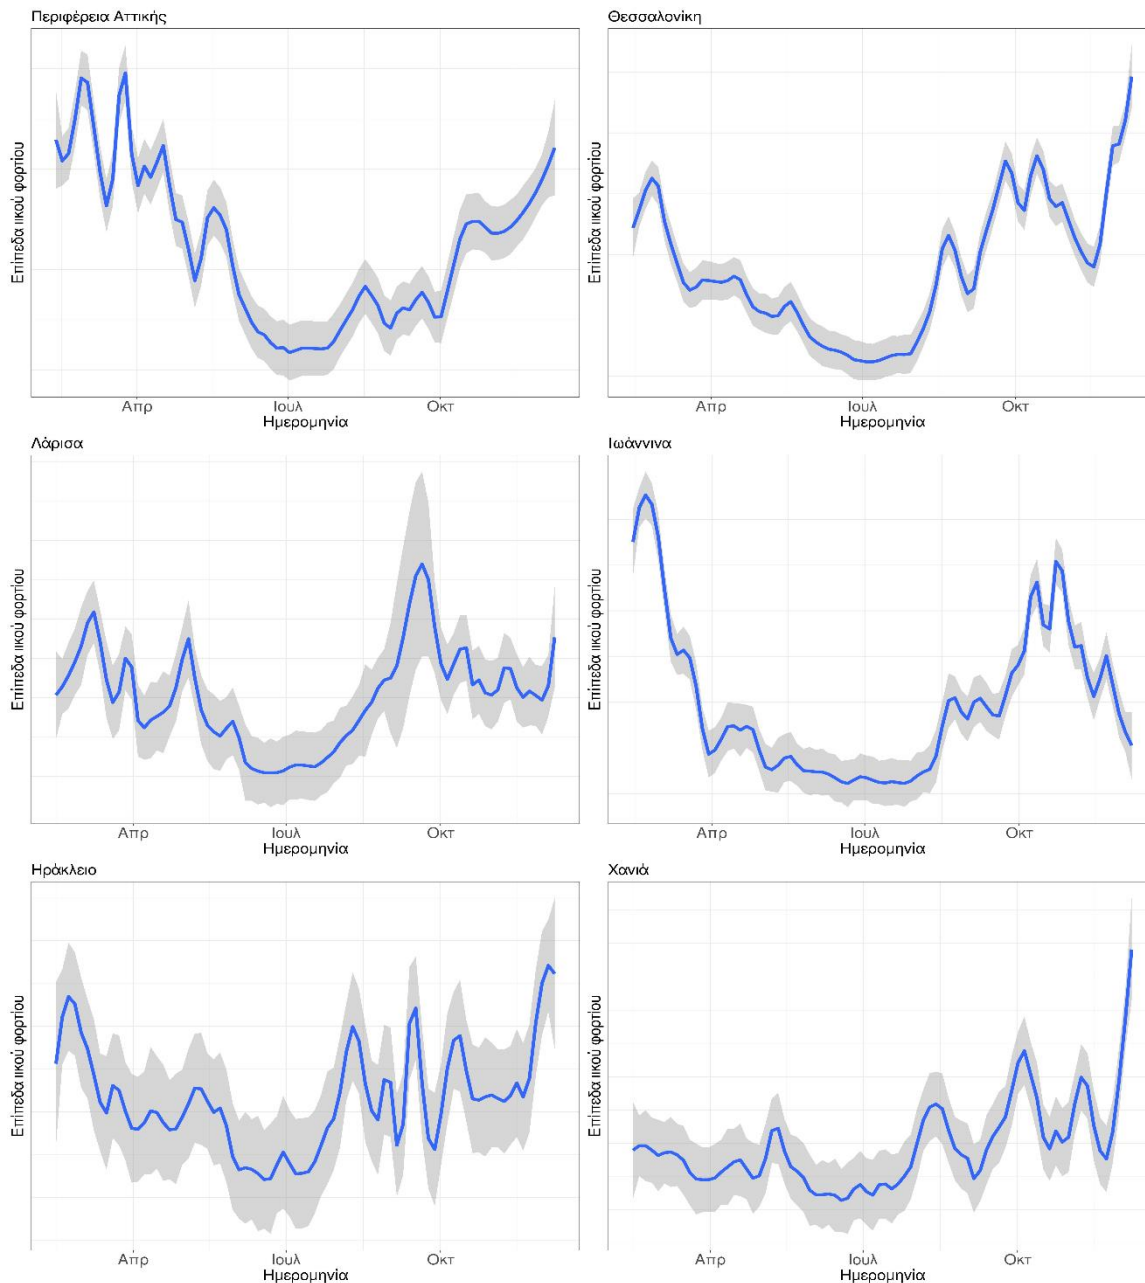 Περιφέρεια Αττικής
Επίπεδα ιικού φορτίου
Απρ Ιουλ Οκτ
Ημερομηνία
Θεσσαλονίκη
Επίπεδα ιικού φορτίου
Απρ Ιουλ Οκτ
Ημερομηνία
Λάρισα
Επίπεδα ιικού φορτίου
Απρ Ιουλ Οκτ
Ημερομηνία
Ιωάννινα
Επίπεδα ιικού φορτίου
Απρ Ιουλ Οκτ
Ημερομηνία
Ηράκλειο
Επίπεδα ιικού φορτίου
Απρ Ιουλ Οκτ
Ημερομηνία
Χανιά
Επίπεδα ιικού φορτίου
Απρ Ιουλ Οκτ
Ημερομηνία